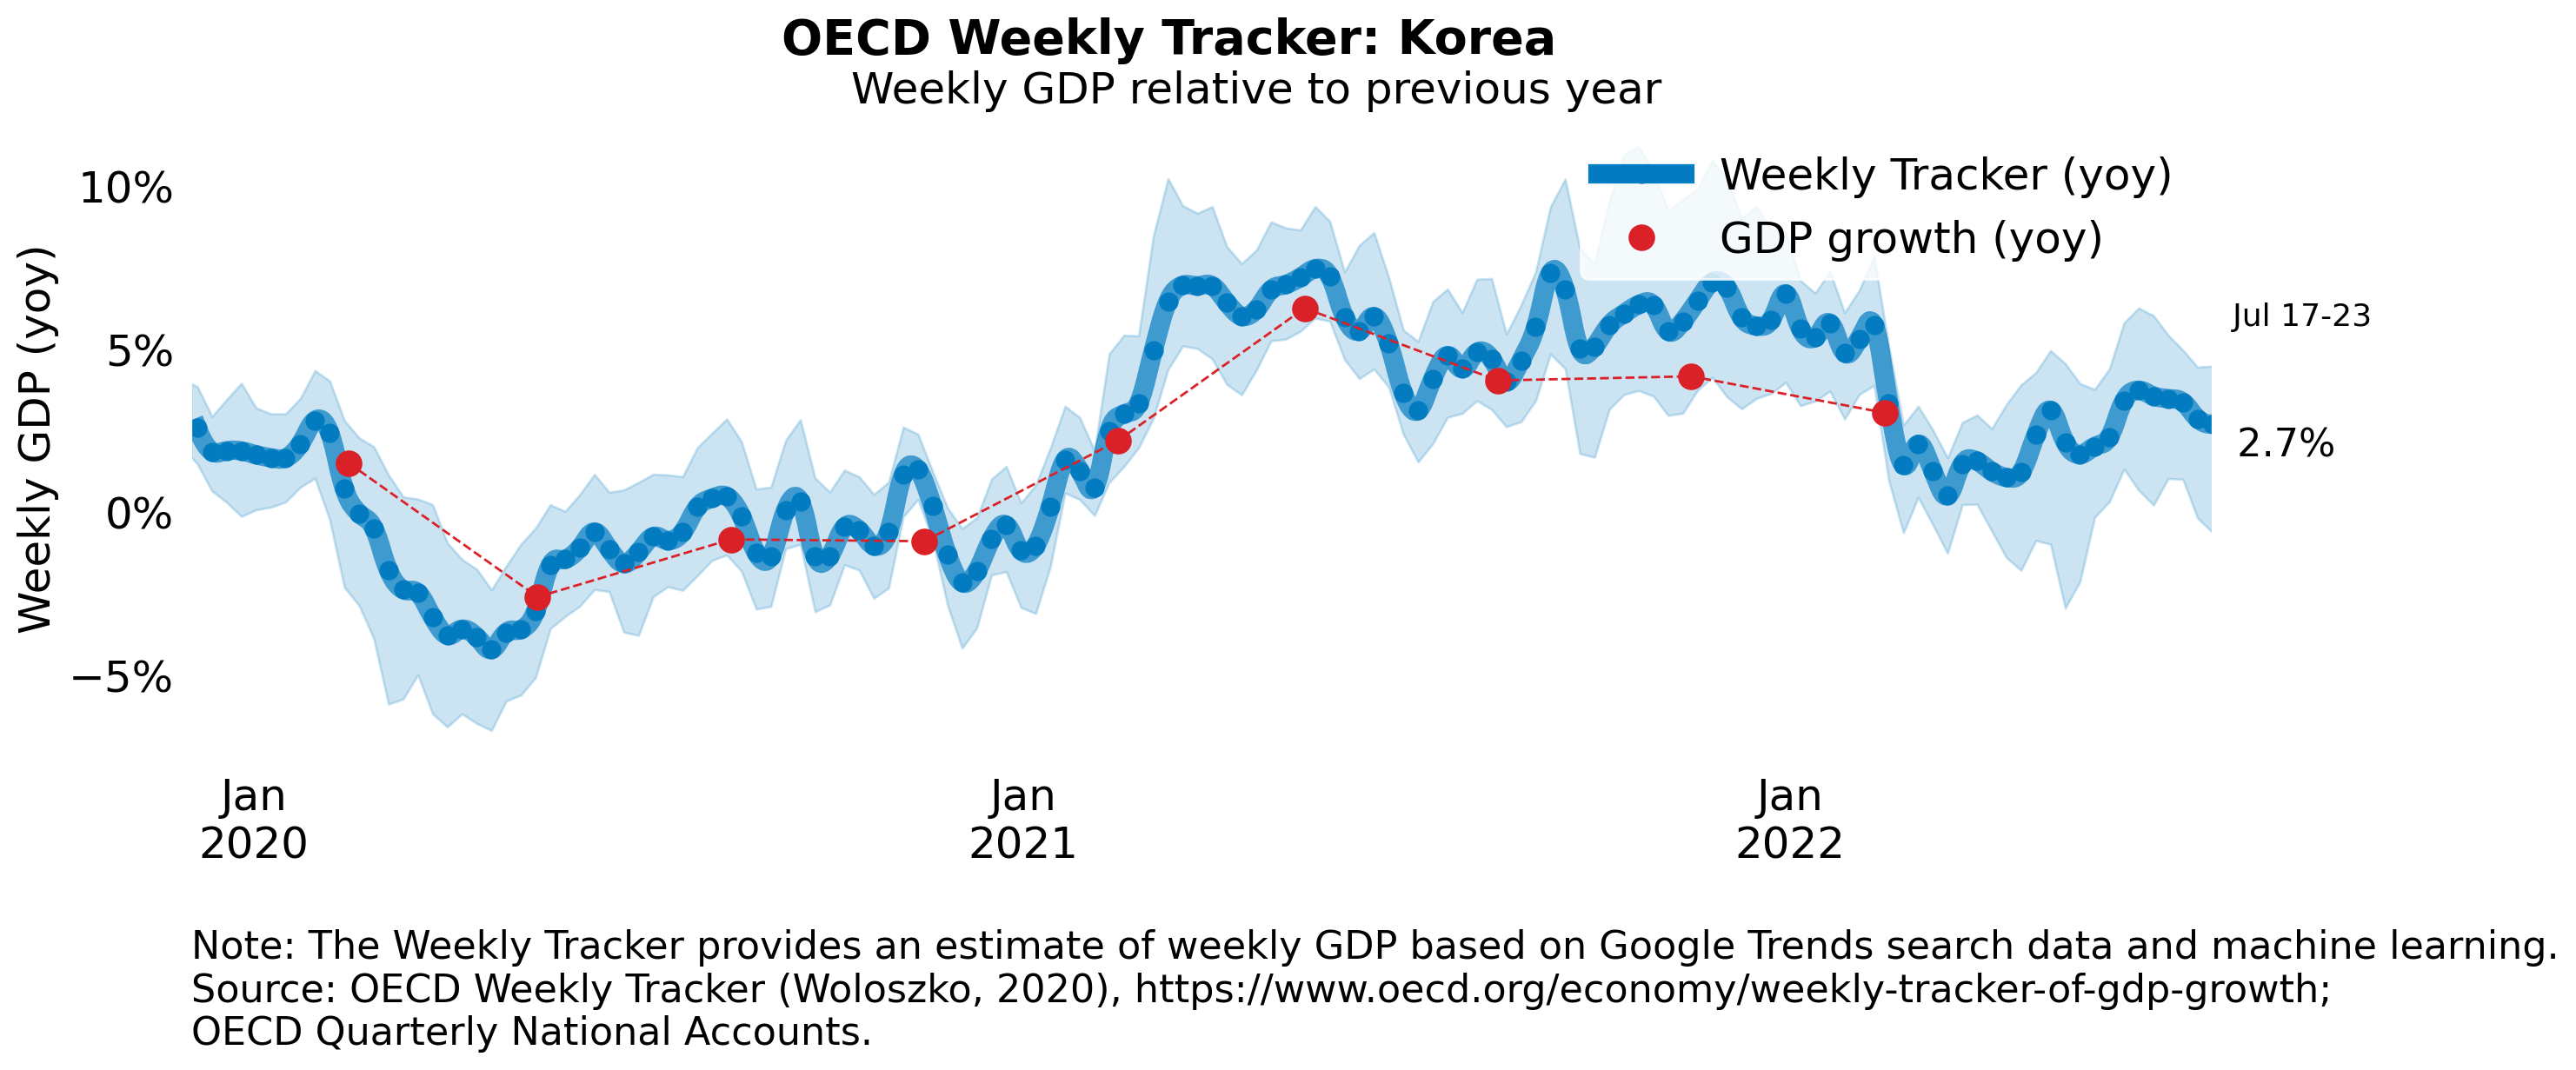 OECD Weekly Tracker: Korea
Weekly GDP relative to previous year
Weekly Tracker (yoy)
GDP growth (yoy)
Weekly GDP (yoy)
10%
5%
0%
−5%
Jul 17-23
2.7%
Jan
2020
Jan
2021
Jan
2022
Note: The Weekly Tracker provides an estimate of weekly GDP based on Google Trends search data and machine learning.
Source: OECD Weekly Tracker (Woloszko, 2020), https://www.oecd.org/economy/weekly-tracker-of-gdp-growth;
OECD Quarterly National Accounts.